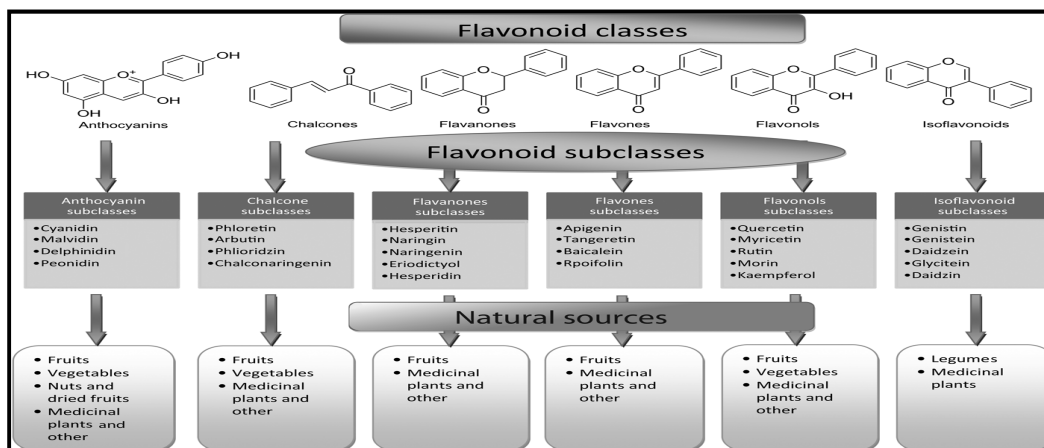 Flavonoid classes
OH
HO
O+
OH
OH
Anthocyanins
O
Chalcones
O
O
Flavanones
O
O
Flavones
O
OH
O
Flavonols
O
O
Isoflavonoids
Flavonoid subclasses
Anthocyanin
subclasses
•Cyanidin
•Malvidin
•Delphinidin
•Peonidin
Chalcone
subclasses
•Phloretin
•Arbutin
•Phlioridzin
•Chalconaringenin
Flavanones
subclasses
•Hesperitin
•Naringin
•Naringenin
•Eriodictyol
•Hesperidin
Flavones
subclasses
•Apigenin
•Tangeretin
•Baicalein
•Rpoifolin
Flavonols
subclasses
•Quercetin
•Myricetin
•Rutin
•Morin
•Kaempferol
Isoflavonoid
subclasses
•Genistin
•Genistein
•Daidzein
•Glycitein
•Daidzin
Natural sources
• Fruits
• Vegetables
• Nuts and
dried fruits
• Medicinal
plants and
other
• Fruits
• Vegetables
• Medicinal
plants and
other
• Fruits
• Medicinal
plants and
other
• Fruits
• Medicinal
plants and
other
• Fruits
• Vegetables
• Medicinal
plants and
other
• Legumes
• Medicinal
plants